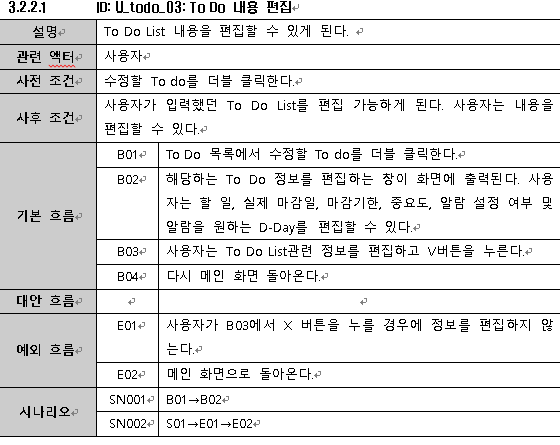 3.2.2.1 ID: U_todo_03: To Do 내용 편집
설명 To Do List 내용을 편집할 수 있게 된다.
관련 액터 사용자
사전 조건 수정할 To do를 더블 클릭한다.
사후 조건 사용자가 입력했던 To Do List를 편집 가능하게 된다. 사용자는 내용을
편집할 수 있다.
기본 흐름
B01 To Do 목록에서 수정할 To do를 더블 클릭한다.
B02 해당하는 To Do 정보를 편집하는 창이 화면에 출력된다. 사용
자는 할 일, 실제 마감일, 마감기한, 중요도, 알람 설정 여부 및
알람을 원하는 D-Day를 편집할 수 있다.
B03 사용자는 To Do List관련 정보를 편집하고 V버튼을 누른다.
B04 다시 메인 화면 돌아온다.
대안 흐름
예외 흐름
E01 사용자가 B03에서 X 버튼을 누를 경우에 정보를 편집하지 않
는다.
E02 메인 화면으로 돌아온다.
시나리오
SN001 B01→B02
SN002 S01→E01→E02